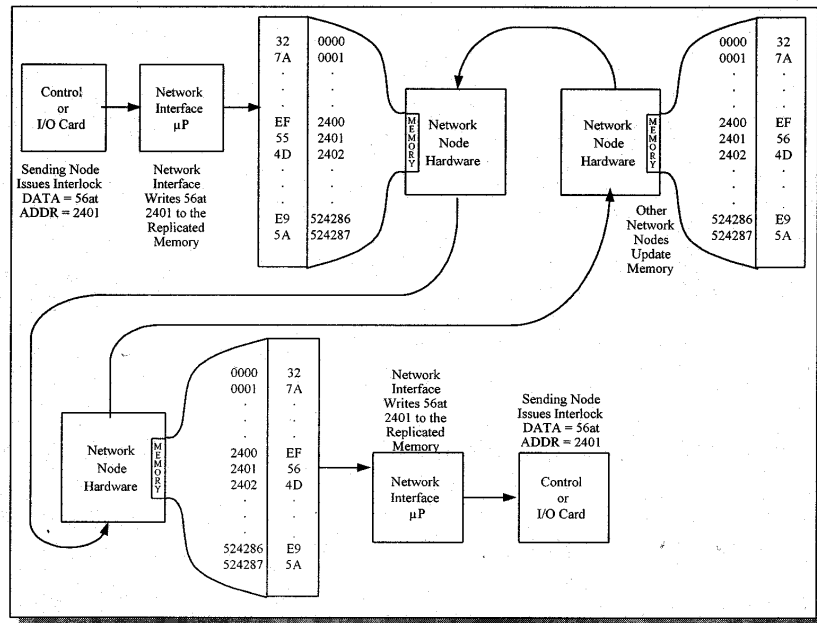 32 0000
7A 0001
. .
. .
. .
EF 2400
55 2401
4D 2402
. .
. .
. .
E9 524286
5A 524287
Control
or
I/O Card
Sending Node
Issues Interlock
DATA = 56at
ADDR = 2401
Network
Interface
µP
Network
Interface
Writes 56at
2401 to the
Replicated
Memory
MEMORY
Network
Node
Hardware
Network
Node
Hardware
MEMORY
Other
Network
Nodes
Update
Memory
0000 32
0001 7A
. .
. .
. .
2400 EF
2401 56
2402 4D
. .
. .
. .
524286 E9
524287 5A
Network
Node
Hardware
MEMORY
0000 32
0001 7A
. .
. .
. .
2400 EF
2401 56
2402 4D
. .
. .
. .
524286 E9
524287 5A
Network
Interface
Writes 56at
2401 to the
Replicated
Memory
Network
Interface
µP
Sending Node
Issues Interlock
DATA = 56at
ADDR = 2401
Control
or
I/O Card